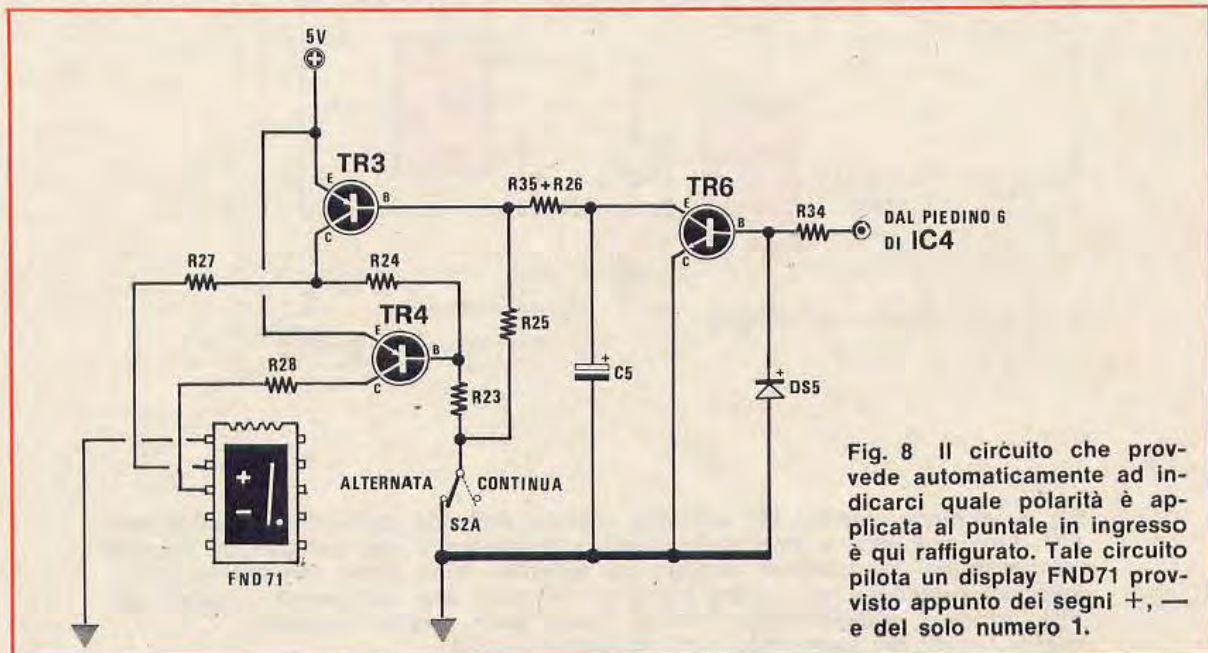 5V
TR3
E
B
C
R35+R26
TR6
E
B
C
R34
DAL PIEDINO 6
DI IC4
R27
R24
TR4
E
B
C
R25
R28
R23
C5
+
DS5
+
ALTERNATA
CONTINUA
S2A
+
-
1.
FND71
Fig. 8 Il circuito che prov-
vede automaticamente ad in-
dicarci quale polarità è ap-
plicata al puntale in ingresso
è qui raffigurato. Tale circuito
pilota un display FND71 prov-
visto appunto dei segni +, —
e del solo numero 1.